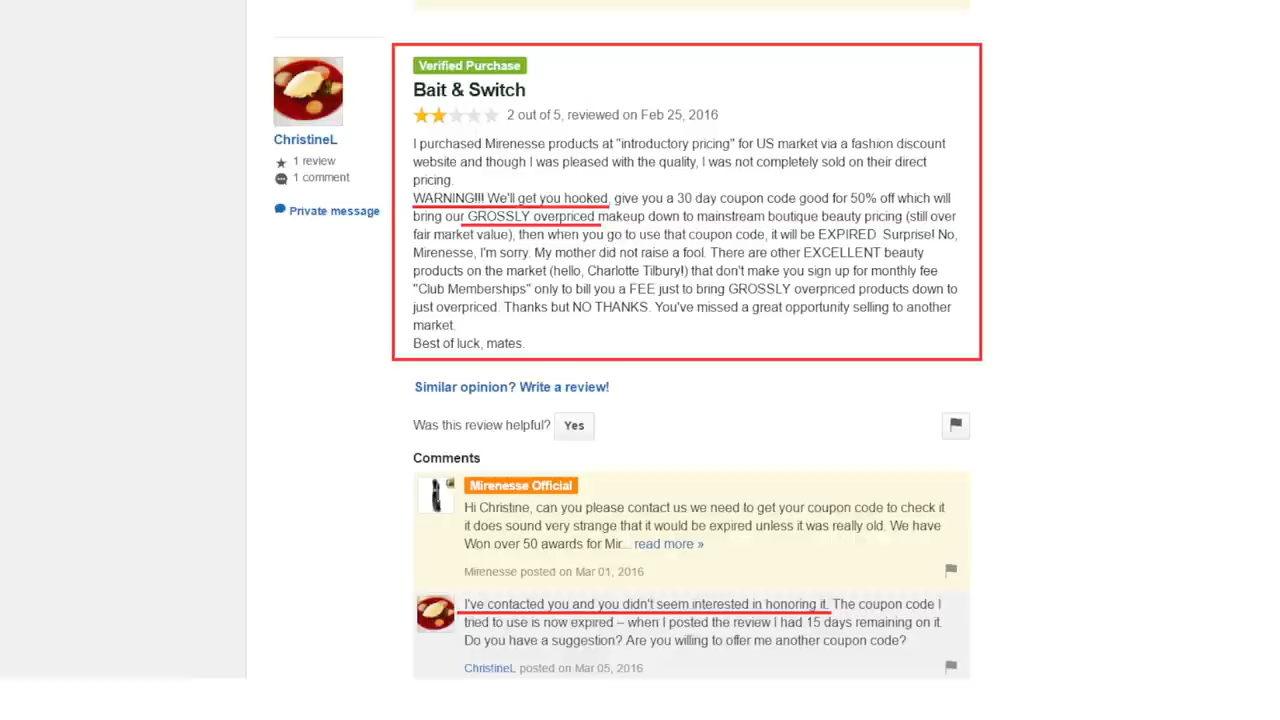 Verified Purchase
Bait & Switch
2 out of 5, reviewed on Feb 25, 2016
ChristineL
1 review
1 comment
Private message
I purchased Mirenesse products at "introductory pricing" for US market via a fashion discount
website and though I was pleased with the quality, I was not completely sold on their direct
pricing.
WARNING!!! We'll get you hooked, give you a 30 day coupon code good for 50% off which will
bring our GROSSLY overpriced makeup down to mainstream boutique beauty pricing (still over
fair market value), then when you go to use that coupon code, it will be EXPIRED. Surprise! No,
Mirenesse, I'm sorry. My mother did not raise a fool. There are other EXCELLENT beauty
products on the market (hello, Charlotte Tilbury!) that don't make you sign up for monthly fee
"Club Memberships" only to bill you a FEE just to bring GROSSLY overpriced products down to
just overpriced. Thanks but NO THANKS. You've missed a great opportunity selling to another
market.
Best of luck, mates.
Similar opinion? Write a review!
Was this review helpful? Yes
Comments
Mirenesse Official
Hi Christine, can you please contact us we need to get your coupon code to check it
it does sound very strange that it would be expired unless it was really old. We have
Won over 50 awards for Mir... read more »
Mirenesse posted on Mar 01, 2016
I've contacted you and you didn't seem interested in honoring it. The coupon code I
tried to use is now expired – when I posted the review I had 15 days remaining on it.
Do you have a suggestion? Are you willing to offer me another coupon code?
ChristineL posted on Mar 05, 2016